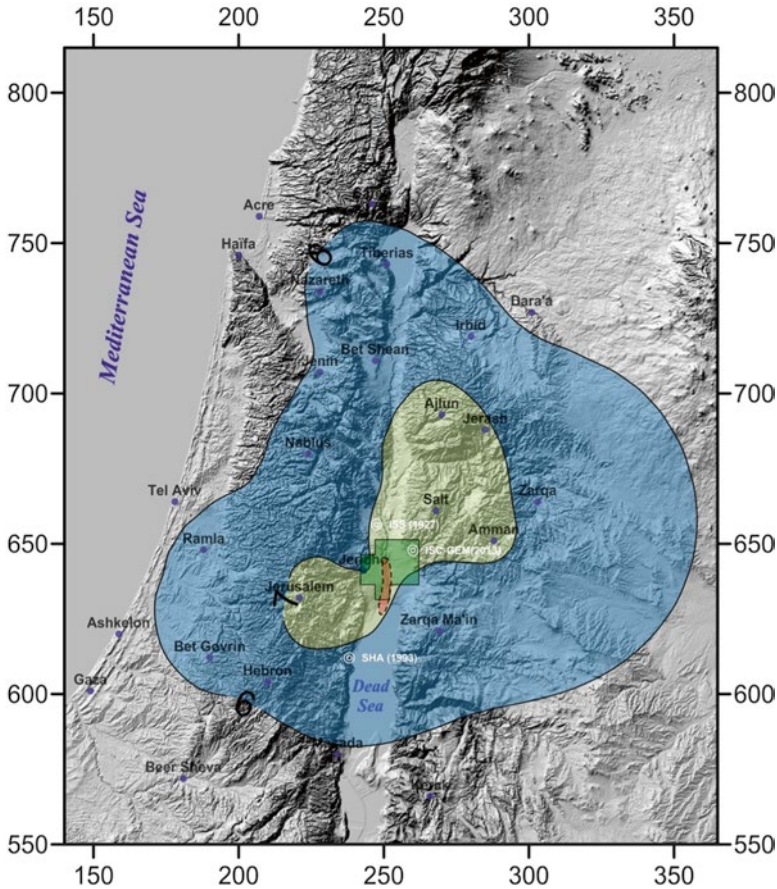 150 200 250 300 350
800 800
Acre
750 750
Haïfa
6
Tiberias
Nazareth
Dara'a
Irbid
Bet Shean
Jenin
700 700
Ajlun
Jerash
Nablus
Mediterranean Sea
Tel Aviv
Salt
Zarqa
ISS (1927)
Amman
Ramla
650 650
ISC-GEM(2013)
Jericho
Jerusalem
7
Ashkelon
Zarqa Ma'in
Bet Govrin
SHA (1993)
Hebron
Gaza
600 600
6
Dead
Sea
Beer Sheva
550 550
150 200 250 300 350